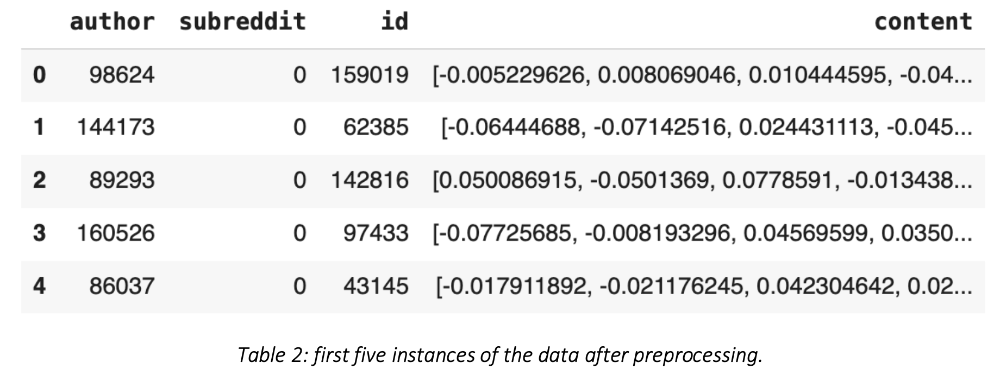 author subreddit id content
0 98624 0 159019 [-0.005229626, 0.008069046, 0.010444595, -0.04...
1 144173 0 62385 [-0.06444688, -0.07142516, 0.024431113, -0.045...
2 89293 0 142816 [0.050086915, -0.0501369, 0.0778591, -0.013438...
3 160526 0 97433 [-0.07725685, -0.008193296, 0.04569599, 0.0350...
4 86037 0 43145 [-0.017911892, -0.021176245, 0.042304642, 0.02...
Table 2: first five instances of the data after preprocessing.